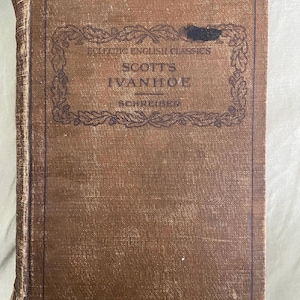 ECLECTIC ENGLISH CLASSICS
SCOTT'S
IVANHOE
SCHREIBER